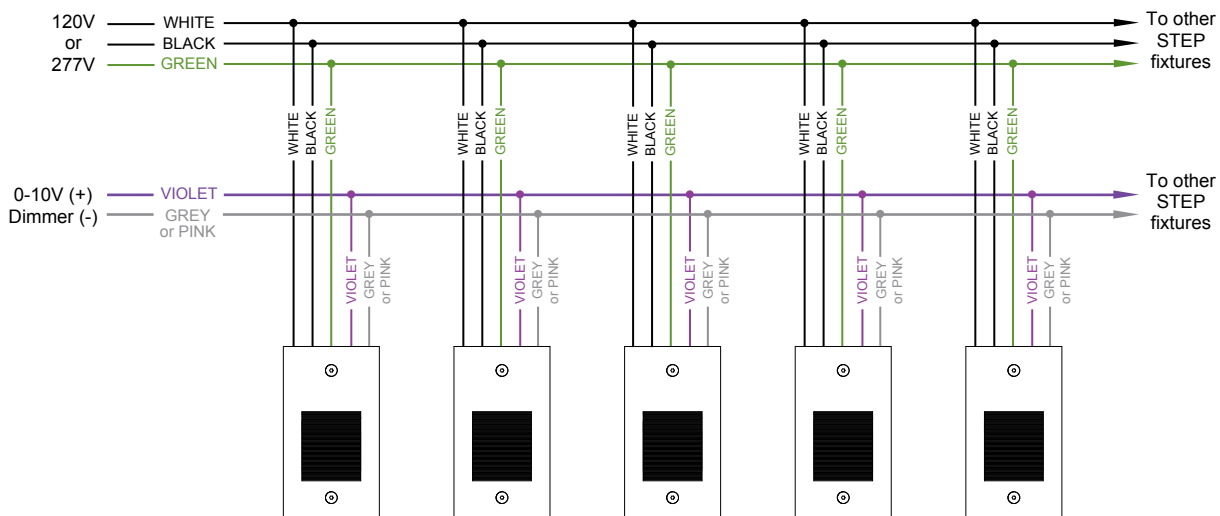 120V
or
277V
WHITE
BLACK
GREEN
To other
STEP
fixtures
WHITE
BLACK
GREEN
WHITE
BLACK
GREEN
WHITE
BLACK
GREEN
WHITE
BLACK
GREEN
WHITE
BLACK
GREEN
0-10V (+)
Dimmer (-)
VIOLET
GREY
or PINK
To other
STEP
fixtures
VIOLET
GREY
or PINK
VIOLET
GREY
or PINK
VIOLET
GREY
or PINK
VIOLET
GREY
or PINK
VIOLET
GREY
or PINK